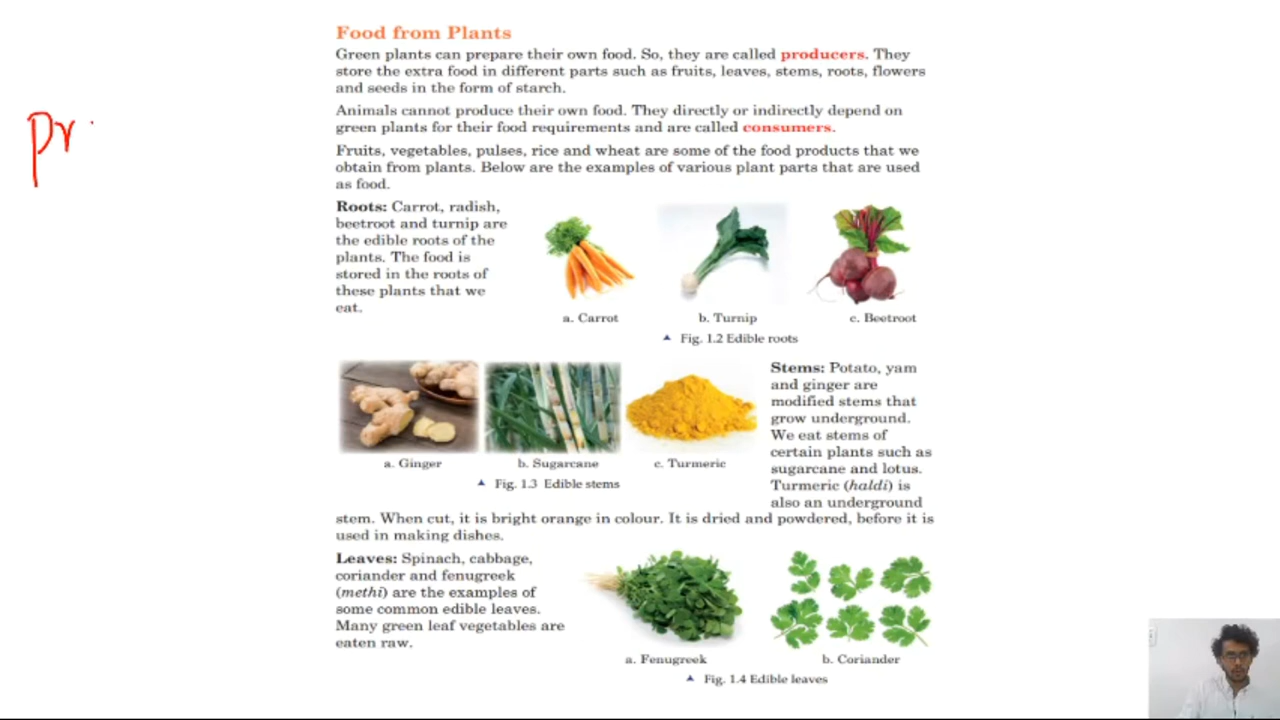 Food from Plants
Green plants can prepare their own food. So, they are called producers. They
store the extra food in different parts such as fruits, leaves, stems, roots, flowers
and seeds in the form of starch.
Animals cannot produce their own food. They directly or indirectly depend on
green plants for their food requirements and are called consumers.
Fruits, vegetables, pulses, rice and wheat are some of the food products that we
obtain from plants. Below are the examples of various plant parts that are used
as food.
pr
Roots: Carrot, radish,
beetroot and turnip are
the edible roots of the
plants. The food is
stored in the roots of
these plants that we
eat.
a. Carrot
b. Turnip
c. Beetroot
▲ Fig. 1.2 Edible roots
a. Ginger
b. Sugarcane
c. Turmeric
▲ Fig. 1.3 Edible stems
Stems: Potato, yam
and ginger are
modified stems that
grow underground.
We eat stems of
certain plants such as
sugarcane and lotus.
Turmeric (haldi) is
also an underground
stem. When cut, it is bright orange in colour. It is dried and powdered, before it is
used in making dishes.
Leaves: Spinach, cabbage,
coriander and fenugreek
(methi) are the examples of
some common edible leaves.
Many green leaf vegetables are
eaten raw.
a. Fenugreek
b. Coriander
▲ Fig. 1.4 Edible leaves